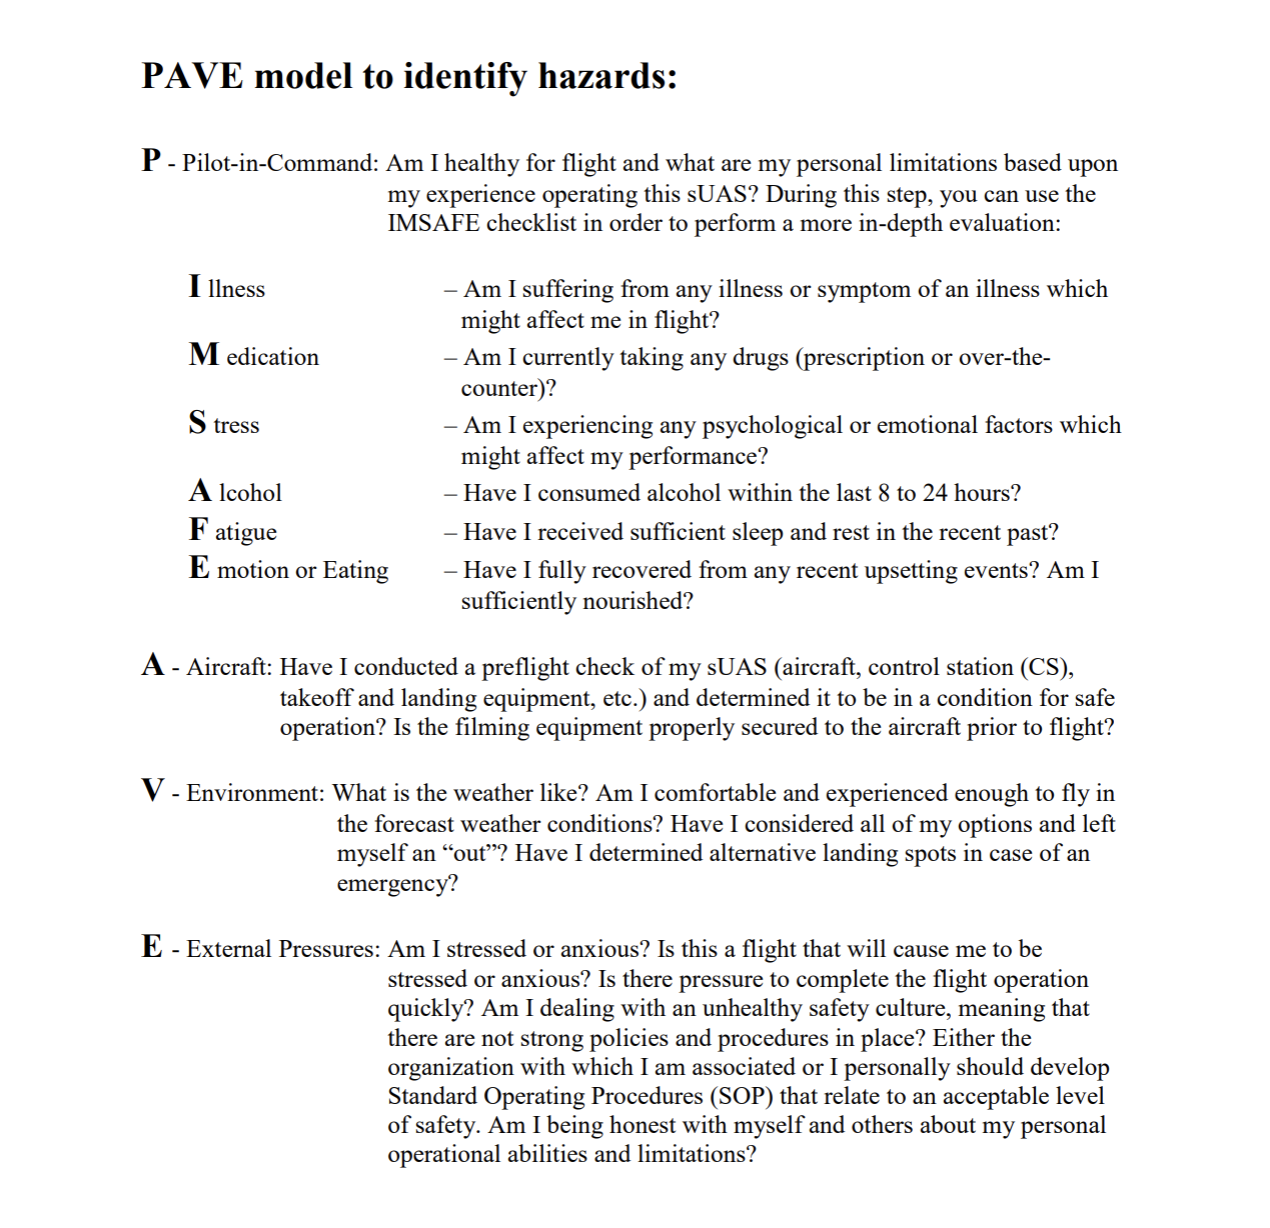 PAVE model to identify hazards:
P - Pilot-in-Command: Am I healthy for flight and what are my personal limitations based upon
my experience operating this sUAS? During this step, you can use the
IMSAFE checklist in order to perform a more in-depth evaluation:
I llness – Am I suffering from any illness or symptom of an illness which
might affect me in flight?
M edication – Am I currently taking any drugs (prescription or over-the-
counter)?
S tress – Am I experiencing any psychological or emotional factors which
might affect my performance?
A lcohol – Have I consumed alcohol within the last 8 to 24 hours?
F atigue – Have I received sufficient sleep and rest in the recent past?
E motion or Eating – Have I fully recovered from any recent upsetting events? Am I
sufficiently nourished?
A - Aircraft: Have I conducted a preflight check of my sUAS (aircraft, control station (CS),
takeoff and landing equipment, etc.) and determined it to be in a condition for safe
operation? Is the filming equipment properly secured to the aircraft prior to flight?
V - Environment: What is the weather like? Am I comfortable and experienced enough to fly in
the forecast weather conditions? Have I considered all of my options and left
myself an “out”? Have I determined alternative landing spots in case of an
emergency?
E - External Pressures: Am I stressed or anxious? Is this a flight that will cause me to be
stressed or anxious? Is there pressure to complete the flight operation
quickly? Am I dealing with an unhealthy safety culture, meaning that
there are not strong policies and procedures in place? Either the
organization with which I am associated or I personally should develop
Standard Operating Procedures (SOP) that relate to an acceptable level
of safety. Am I being honest with myself and others about my personal
operational abilities and limitations?